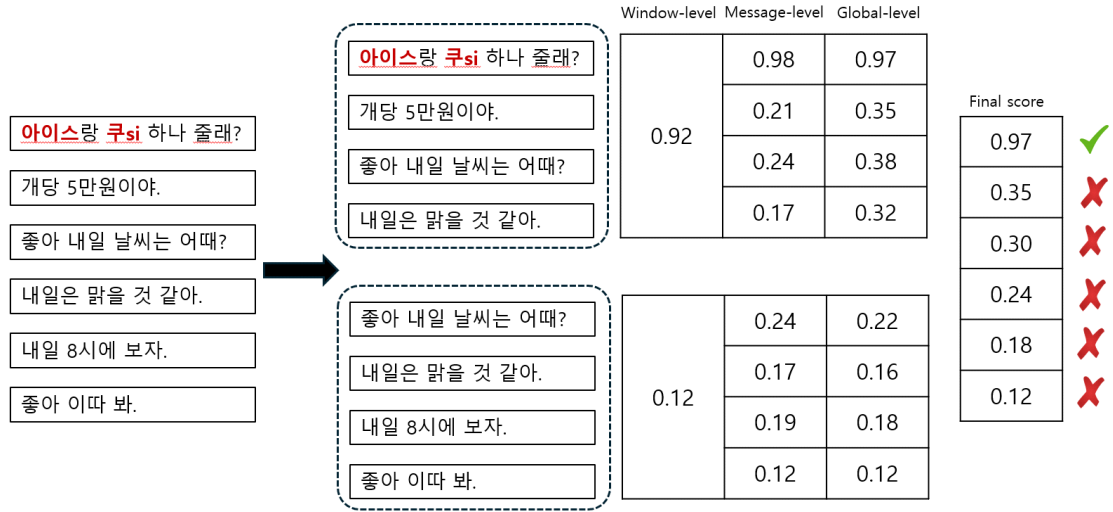 Window-level Message-level Global-level
아이스랑 쿠si 하나 줄래?
개당 5만원이야.
좋아 내일 날씨는 어때?
내일은 맑을 것 같아.
내일 8시에 보자.
좋아 이따 봐.
아이스랑 쿠si 하나 줄래?
개당 5만원이야.
좋아 내일 날씨는 어때?
내일은 맑을 것 같아.
0.92
0.98 0.97
0.21 0.35
0.24 0.38
0.17 0.32
좋아 내일 날씨는 어때?
내일은 맑을 것 같아.
내일 8시에 보자.
좋아 이따 봐.
0.12
0.24 0.22
0.17 0.16
0.19 0.18
0.12 0.12
Final score
0.97
0.35
0.30
0.24
0.18
0.12